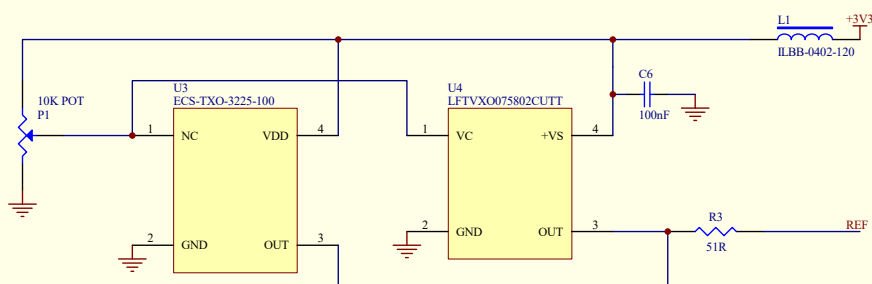 L1
+3V3
ILBB-0402-120
10K POT
P1
U3
ECS-TXO-3225-100
1
NC
VDD
4
2
GND
OUT
3
U4
LFTVXO075802CUTT
1
VC
+VS
4
2
GND
OUT
3
C6
100nF
R3
51R
REF